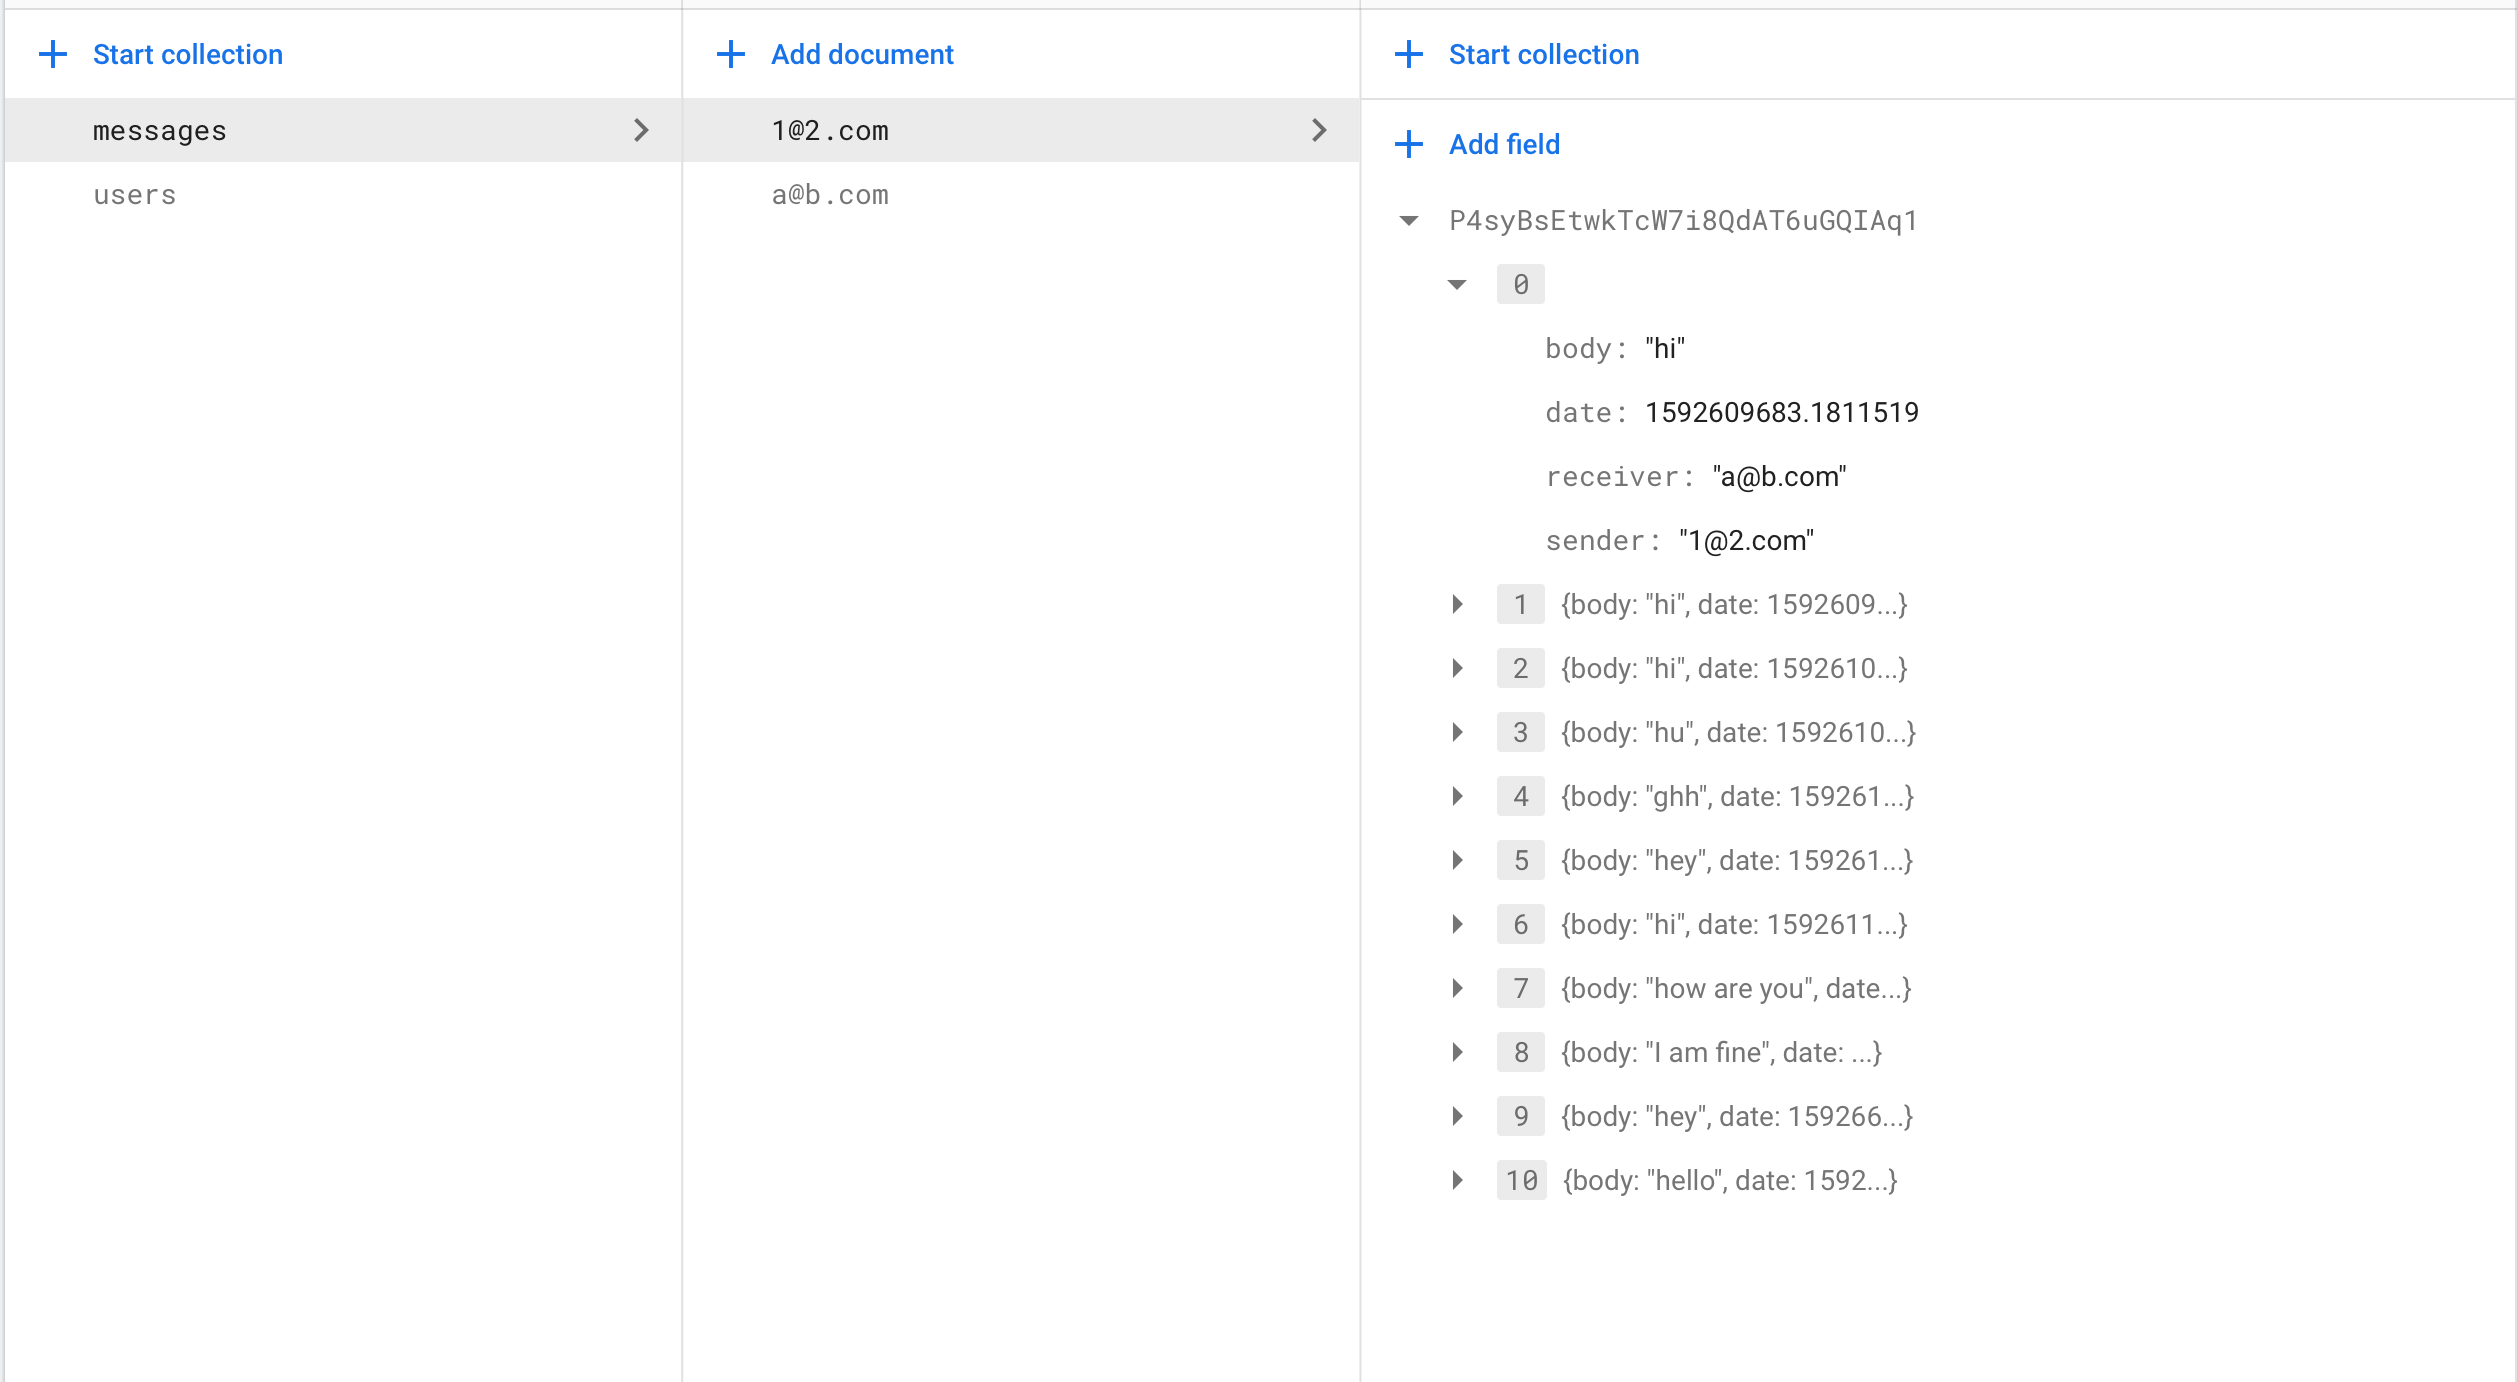 Start collection
messages
users
Add document
1@2.com
a@b.com
Start collection
Add field
P4syBsEtwkTcW7i8QdAT6uGQIAq1
0
body: "hi"
date: 1592609683.1811519
receiver: "a@b.com"
sender: "1@2.com"
1 {body: "hi", date: 1592609...}
2 {body: "hi", date: 1592610...}
3 {body: "hu", date: 1592610...}
4 {body: "ghh", date: 159261...}
5 {body: "hey", date: 159261...}
6 {body: "hi", date: 1592611...}
7 {body: "how are you", date...}
8 {body: "I am fine", date: ...}
9 {body: "hey", date: 159266...}
10 {body: "hello", date: 1592...}